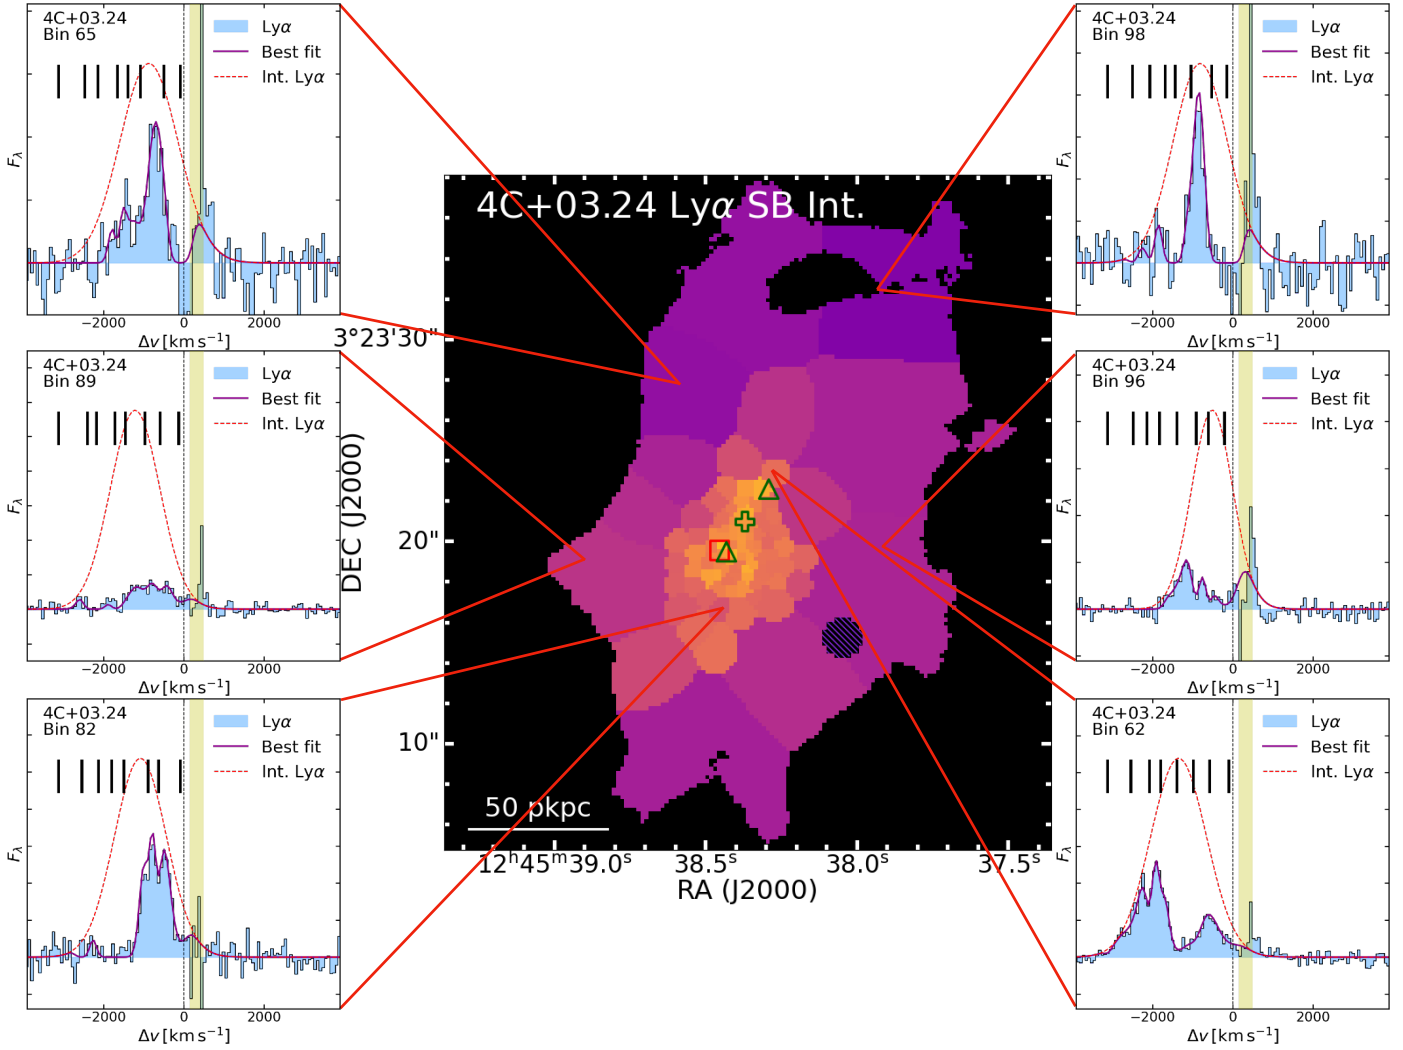 4C+03.24
Bin 65
Lyα
Best fit
Int. Lyα
Fλ
−2000
0
2000
Δv [km s⁻¹]
4C+03.24
Bin 89
Lyα
Best fit
Int. Lyα
Fλ
−2000
0
2000
Δv [km s⁻¹]
4C+03.24
Bin 82
Lyα
Best fit
Int. Lyα
Fλ
−2000
0
2000
Δv [km s⁻¹]
4C+03.24 Lyα SB Int.
3°23'30"
20"
10"
DEC (J2000)
50 pkpc
12ʰ45ᵐ39.0ˢ
38.5ˢ
38.0ˢ
37.5ˢ
RA (J2000)
4C+03.24
Bin 98
Lyα
Best fit
Int. Lyα
Fλ
−2000
0
2000
Δv [km s⁻¹]
4C+03.24
Bin 96
Lyα
Best fit
Int. Lyα
Fλ
−2000
0
2000
Δv [km s⁻¹]
4C+03.24
Bin 62
Lyα
Best fit
Int. Lyα
Fλ
−2000
0
2000
Δv [km s⁻¹]